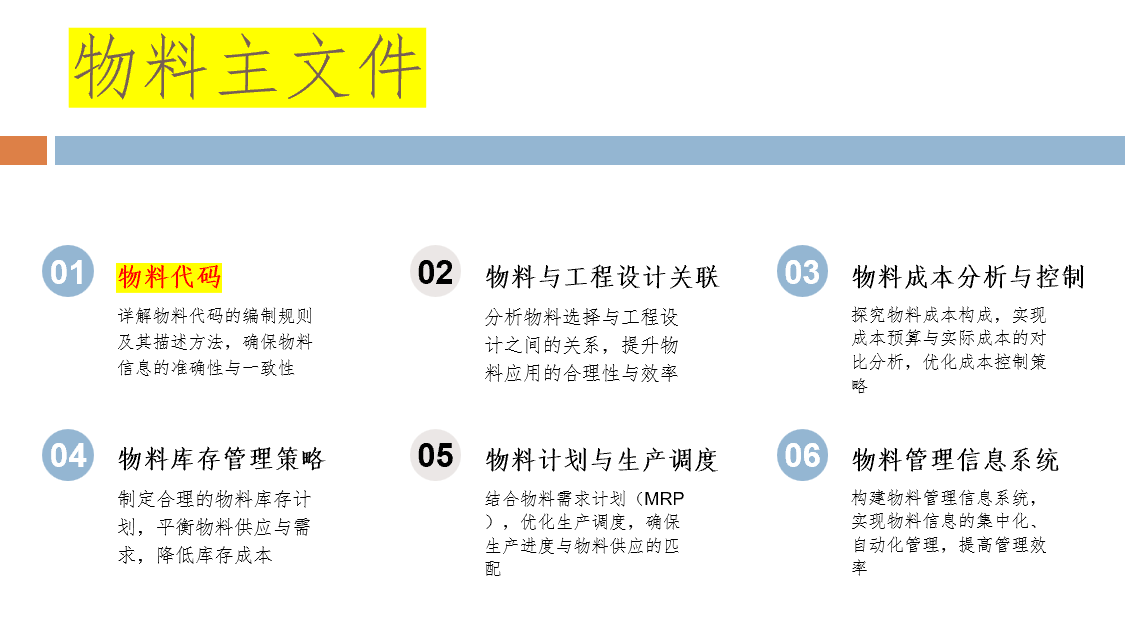 物料主文件
01
物料代码
详解物料代码的编制规则
及其描述方法，确保物料
信息的准确性与一致性
02
物料与工程设计关联
分析物料选择与工程设
计之间的关系，提升物
料应用的合理性与效率
03
物料成本分析与控制
探究物料成本构成，实现
成本预算与实际成本的对
比分析，优化成本控制策
略
04
物料库存管理策略
制定合理的物料库存计
划，平衡物料供应与需
求，降低库存成本
05
物料计划与生产调度
结合物料需求计划（MRP
），优化生产调度，确保
生产进度与物料供应的匹
配
06
物料管理信息系统
构建物料管理信息系统，
实现物料信息的集中化、
自动化管理，提高管理效
率